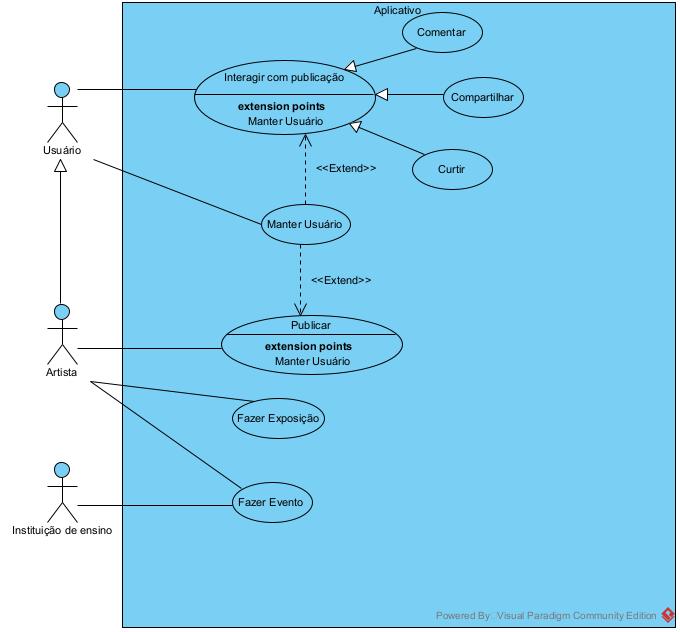 Aplicativo
Comentar
Interagir com publicação
extension points
Manter Usuário
Compartilhar
Usuário
<<Extend>>
Curtir
Manter Usuário
<<Extend>>
Publicar
extension points
Manter Usuário
Artista
Fazer Exposição
Fazer Evento
Instituição de ensino
Powered By Visual Paradigm Community Edition